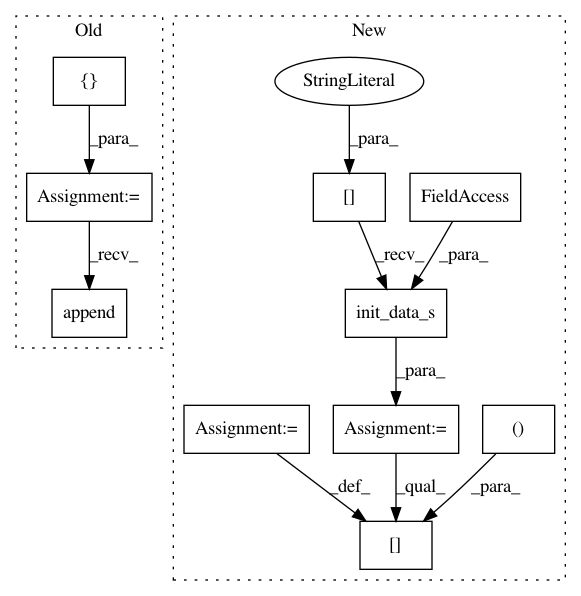 Old
New
{}
StringLiteral
_para_
_para_
Assignment:=
[]
FieldAccess
_recv_
_recv_
_para_
append
init_data_s
_para_
Assignment:=
Assignment:=
()
_def_
_qual_
_para_
[]